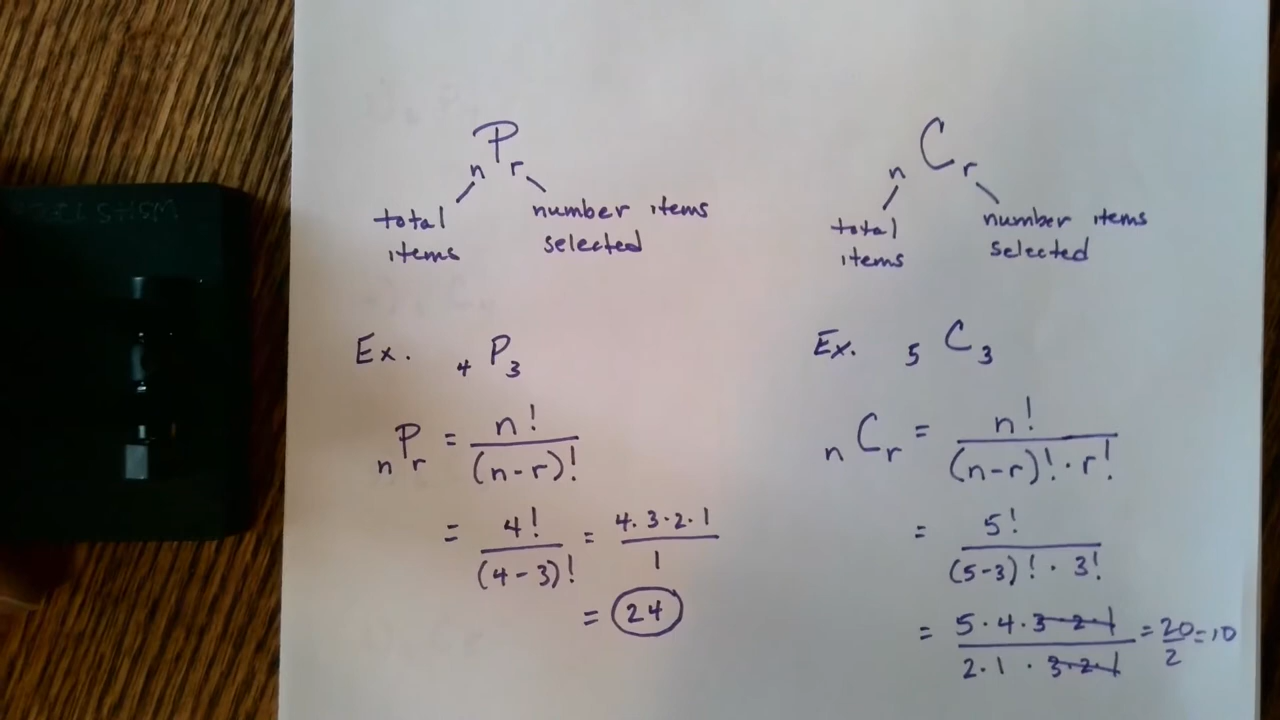 nPr
total items
number items selected
Ex. 4P3
nPr = n! / (n-r)!
= 4! / (4-3)! = 4·3·2·1 / 1
= 24
nCr
total items
number items selected
Ex. 5C3
nCr = n! / (n-r)!·r!
= 5! / (5-3)!·3!
= 5·4·3·2·1 / 2·1·3·2·1 = 20/2 = 10